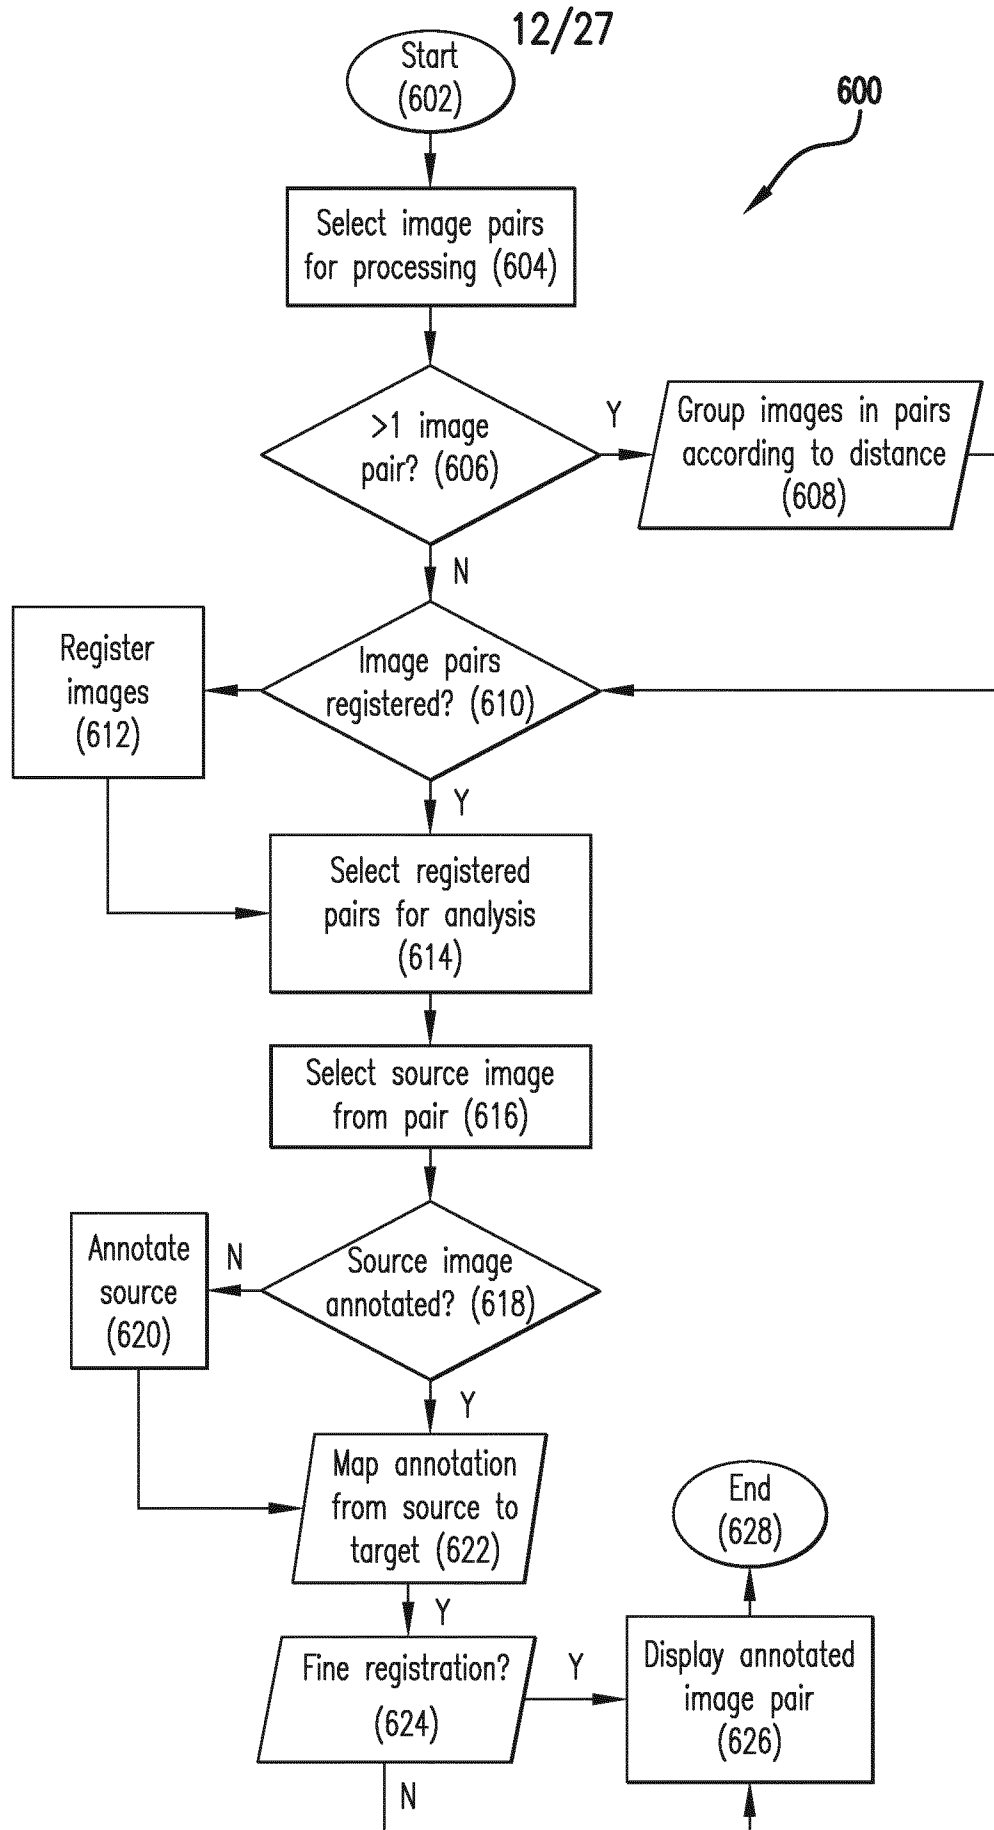 12/27
600
Start
(602)
Select image pairs
for processing (604)
>1 image
pair? (606)
Y
Group images in pairs
according to distance
(608)
N
Image pairs
registered? (610)
Register
images
(612)
Y
Select registered
pairs for analysis
(614)
Select source image
from pair (616)
Source image
annotated? (618)
N
Annotate
source
(620)
Y
Map annotation
from source to
target (622)
Y
Fine registration?
(624)
Y
Display annotated
image pair
(626)
End
(628)
N